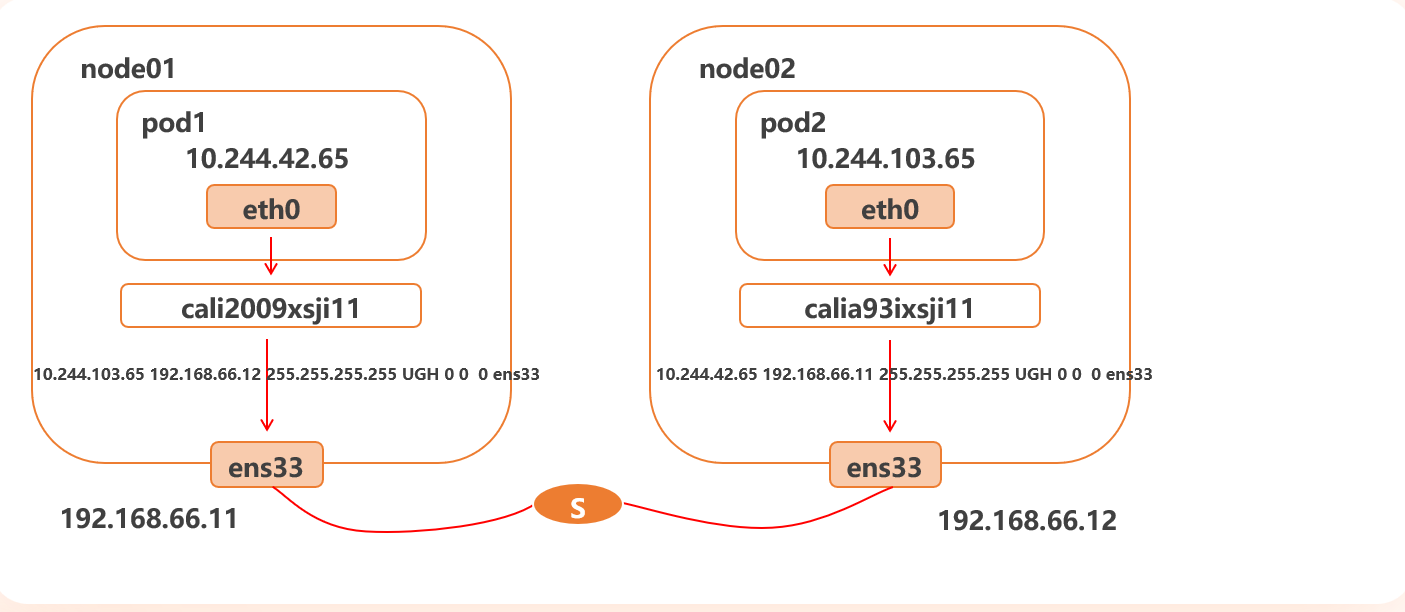 node01
pod1
10.244.42.65
eth0
cali2009xsji11
10.244.103.65 192.168.66.12 255.255.255.255 UGH 0 0  0 ens33
ens33
192.168.66.11
S
node02
pod2
10.244.103.65
eth0
calia93ixsji11
10.244.42.65 192.168.66.11 255.255.255.255 UGH 0 0  0 ens33
ens33
192.168.66.12